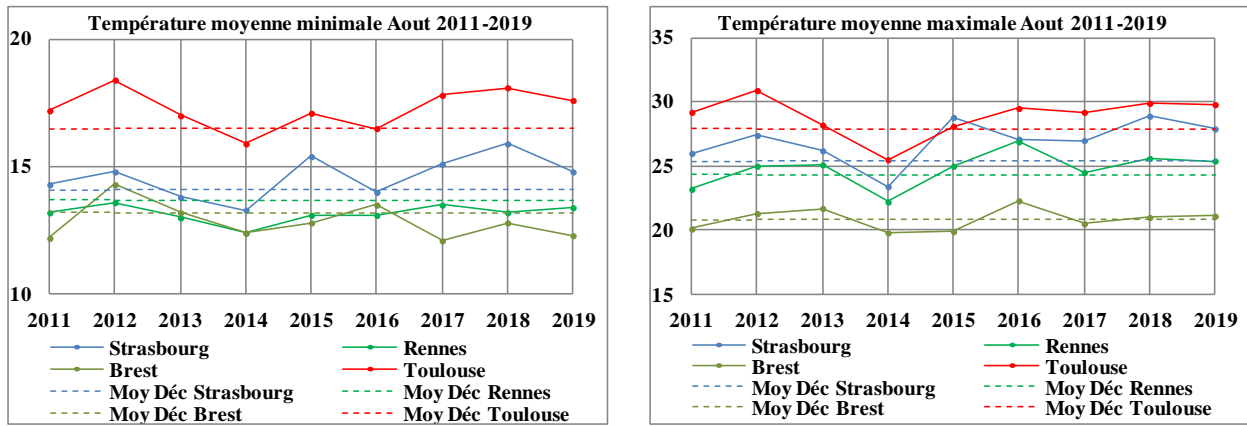 Température moyenne minimale Aout 2011-2019
20
15
10
2011 2012 2013 2014 2015 2016 2017 2018 2019
Strasbourg Rennes
Brest Toulouse
Moy Déc Strasbourg Moy Déc Rennes
Moy Déc Brest Moy Déc Toulouse
Température moyenne maximale Aout 2011-2019
35
30
25
20
15
2011 2012 2013 2014 2015 2016 2017 2018 2019
Strasbourg Rennes
Brest Toulouse
Moy Déc Strasbourg Moy Déc Rennes
Moy Déc Brest Moy Déc Toulouse